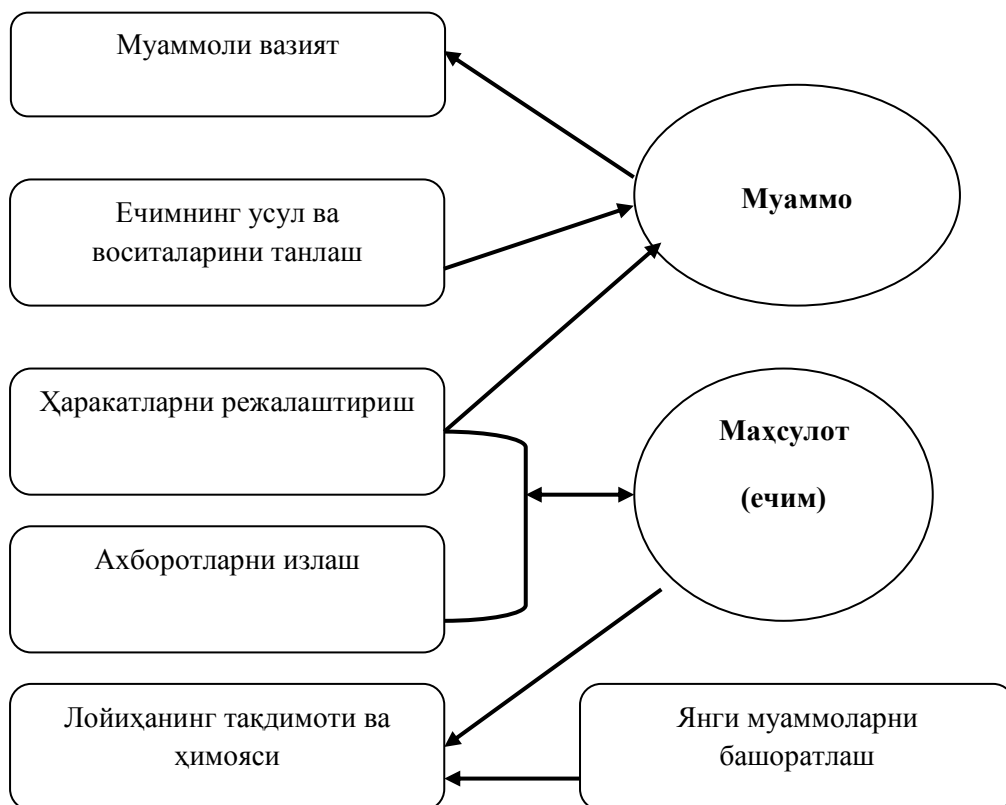 Муаммоли вазият
Муаммо
Ечимнинг усул ва
воситаларини танлаш
Ҳаракатларни режалаштириш
Маҳсулот
(ечим)
Ахборотларни излаш
Лойиҳанинг тақдимоти ва
ҳимояси
Янги муаммоларни
башоратлаш